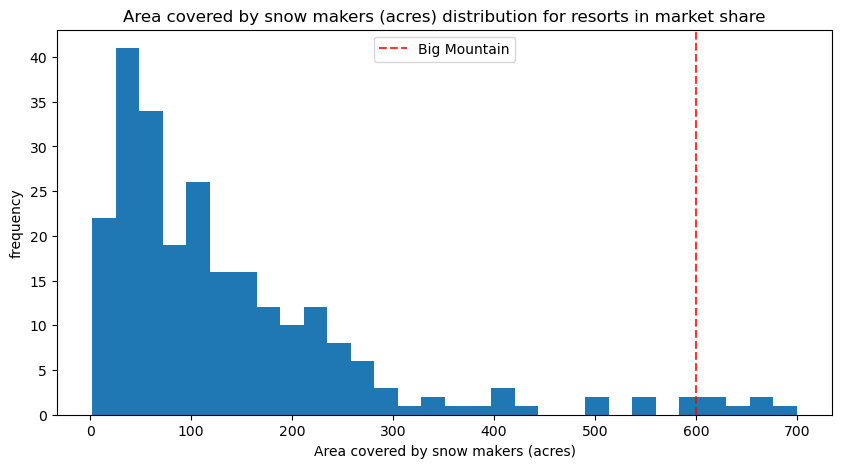 Area covered by snow makers (acres) distribution for resorts in market share
Big Mountain
frequency
40
35
30
25
20
15
10
5
0
0 100 200 300 400 500 600 700
Area covered by snow makers (acres)